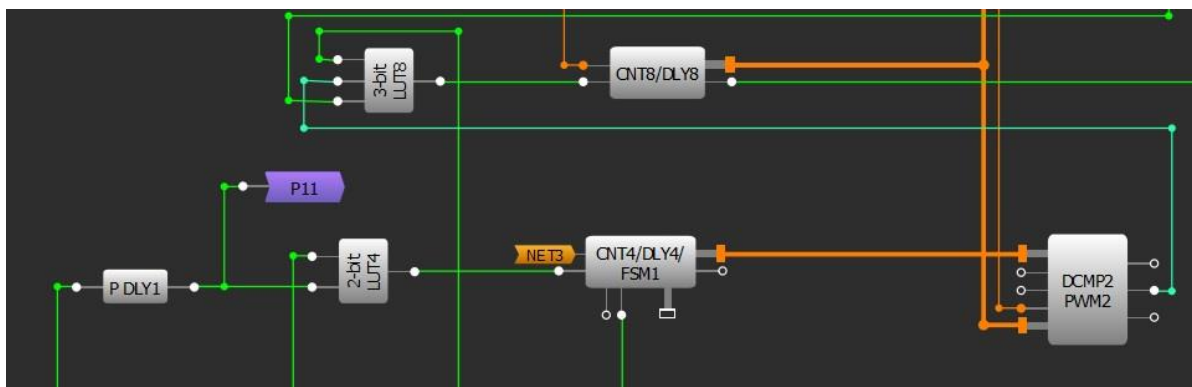 3-bit
LUT8
CNT8/DLY8
P11
2-bit
LUT4
NET3
CNT4/DLY4/
FSM1
P DLY1
DCMP2
PWM2